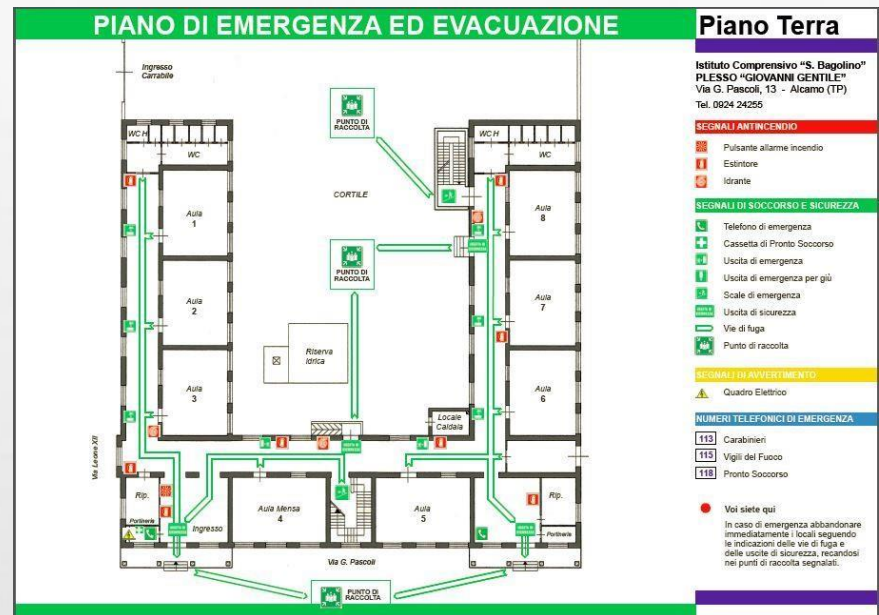 PIANO DI EMERGENZA ED EVACUAZIONE
Piano Terra
Istituto Comprensivo “S. Bagolino”
PLESSO “GIOVANNI GENTILE”
Via G. Pascoli, 13 - Alcamo (TP)
Tel. 0924 24255
SEGNALI ANTINCENDIO
Pulsante allarme incendio
Estintore
Idrante
SEGNALI DI SOCCORSO E SICUREZZA
Telefono di emergenza
Cassetta di Pronto Soccorso
Uscita di emergenza
Uscita di emergenza per giù
Scale di emergenza
Uscita di sicurezza
Vie di fuga
Punto di raccolta
SEGNALI DI AVVERTIMENTO
Quadro Elettrico
NUMERI TELEFONICI DI EMERGENZA
113 Carabinieri
115 Vigili del Fuoco
118 Pronto Soccorso
Voi siete qui
In caso di emergenza abbandonare
immediatamente i locali seguendo
le indicazioni delle vie di fuga e
delle uscite di sicurezza, recandosi
nei punti di raccolta segnalati.
Ingresso
Carrabile
PUNTO DI
RACCOLTA
WC H
WC
WC H
WC
CORTILE
Aula
1
Aula
8
PUNTO DI
RACCOLTA
Aula
2
Aula
7
Riserva
Idrica
Aula
3
Aula
6
Locale
Caldaia
Via Leone XII
Rip.
Portineria
Ingresso
Aula Mensa
4
Aula
5
Rip.
Portineria
Via G. Pascoli
PUNTO DI
RACCOLTA